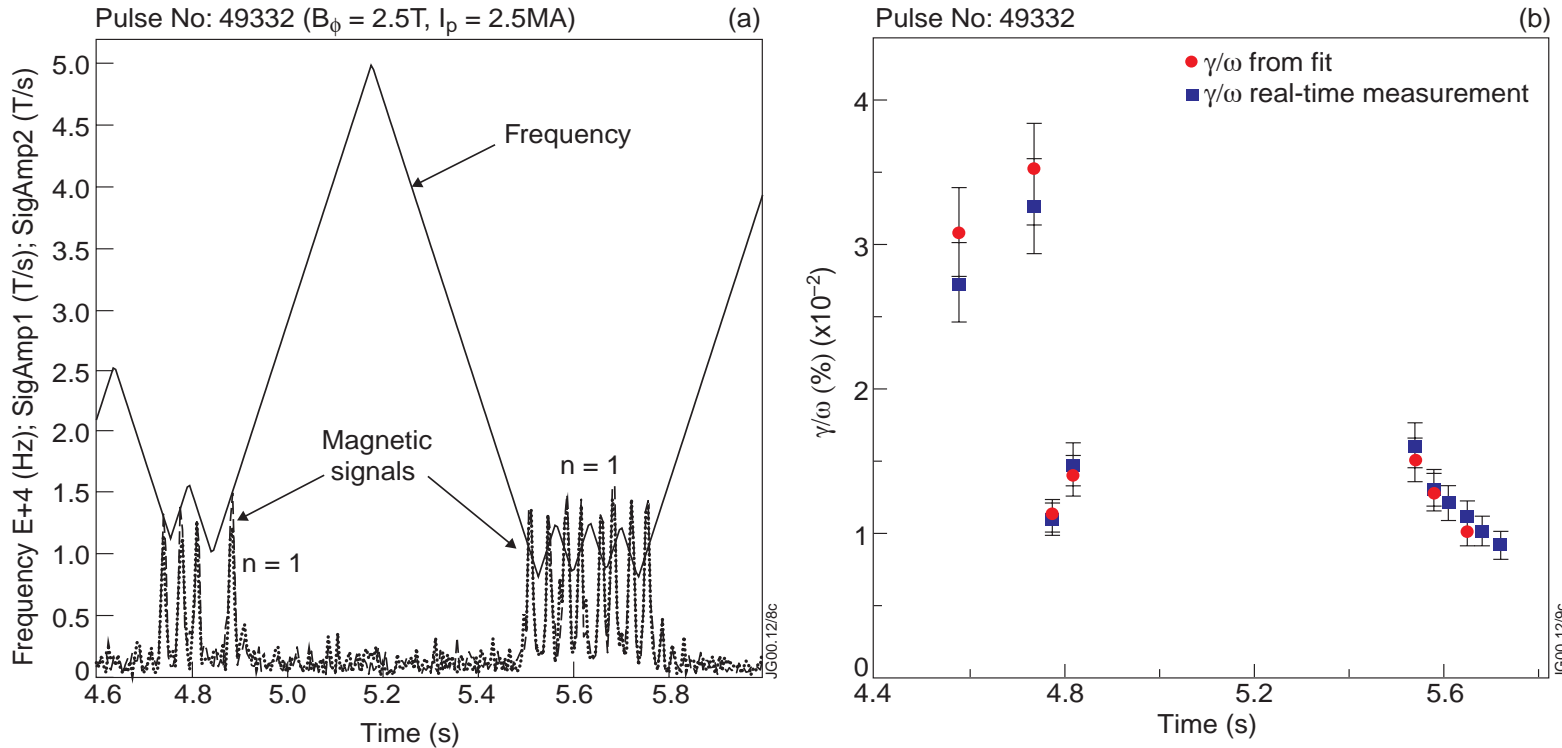 Pulse No: 49332 (Bϕ = 2.5T, Ip = 2.5MA)
(a)
Frequency E+4 (Hz); SigAmp1 (T/s); SigAmp2 (T/s)
5.0
4.5
4.0
3.5
3.0
2.5
2.0
1.5
1.0
0.5
0
Frequency
Magnetic
signals
n = 1
n = 1
4.6
4.8
5.0
5.2
5.4
5.6
5.8
Time (s)
JG00.12/8c
Pulse No: 49332
(b)
γ/ω from fit
γ/ω real-time measurement
γ/ω (%) (x10⁻²)
4
3
2
1
0
4.4
4.8
5.2
5.6
Time (s)
JG00.12/9c